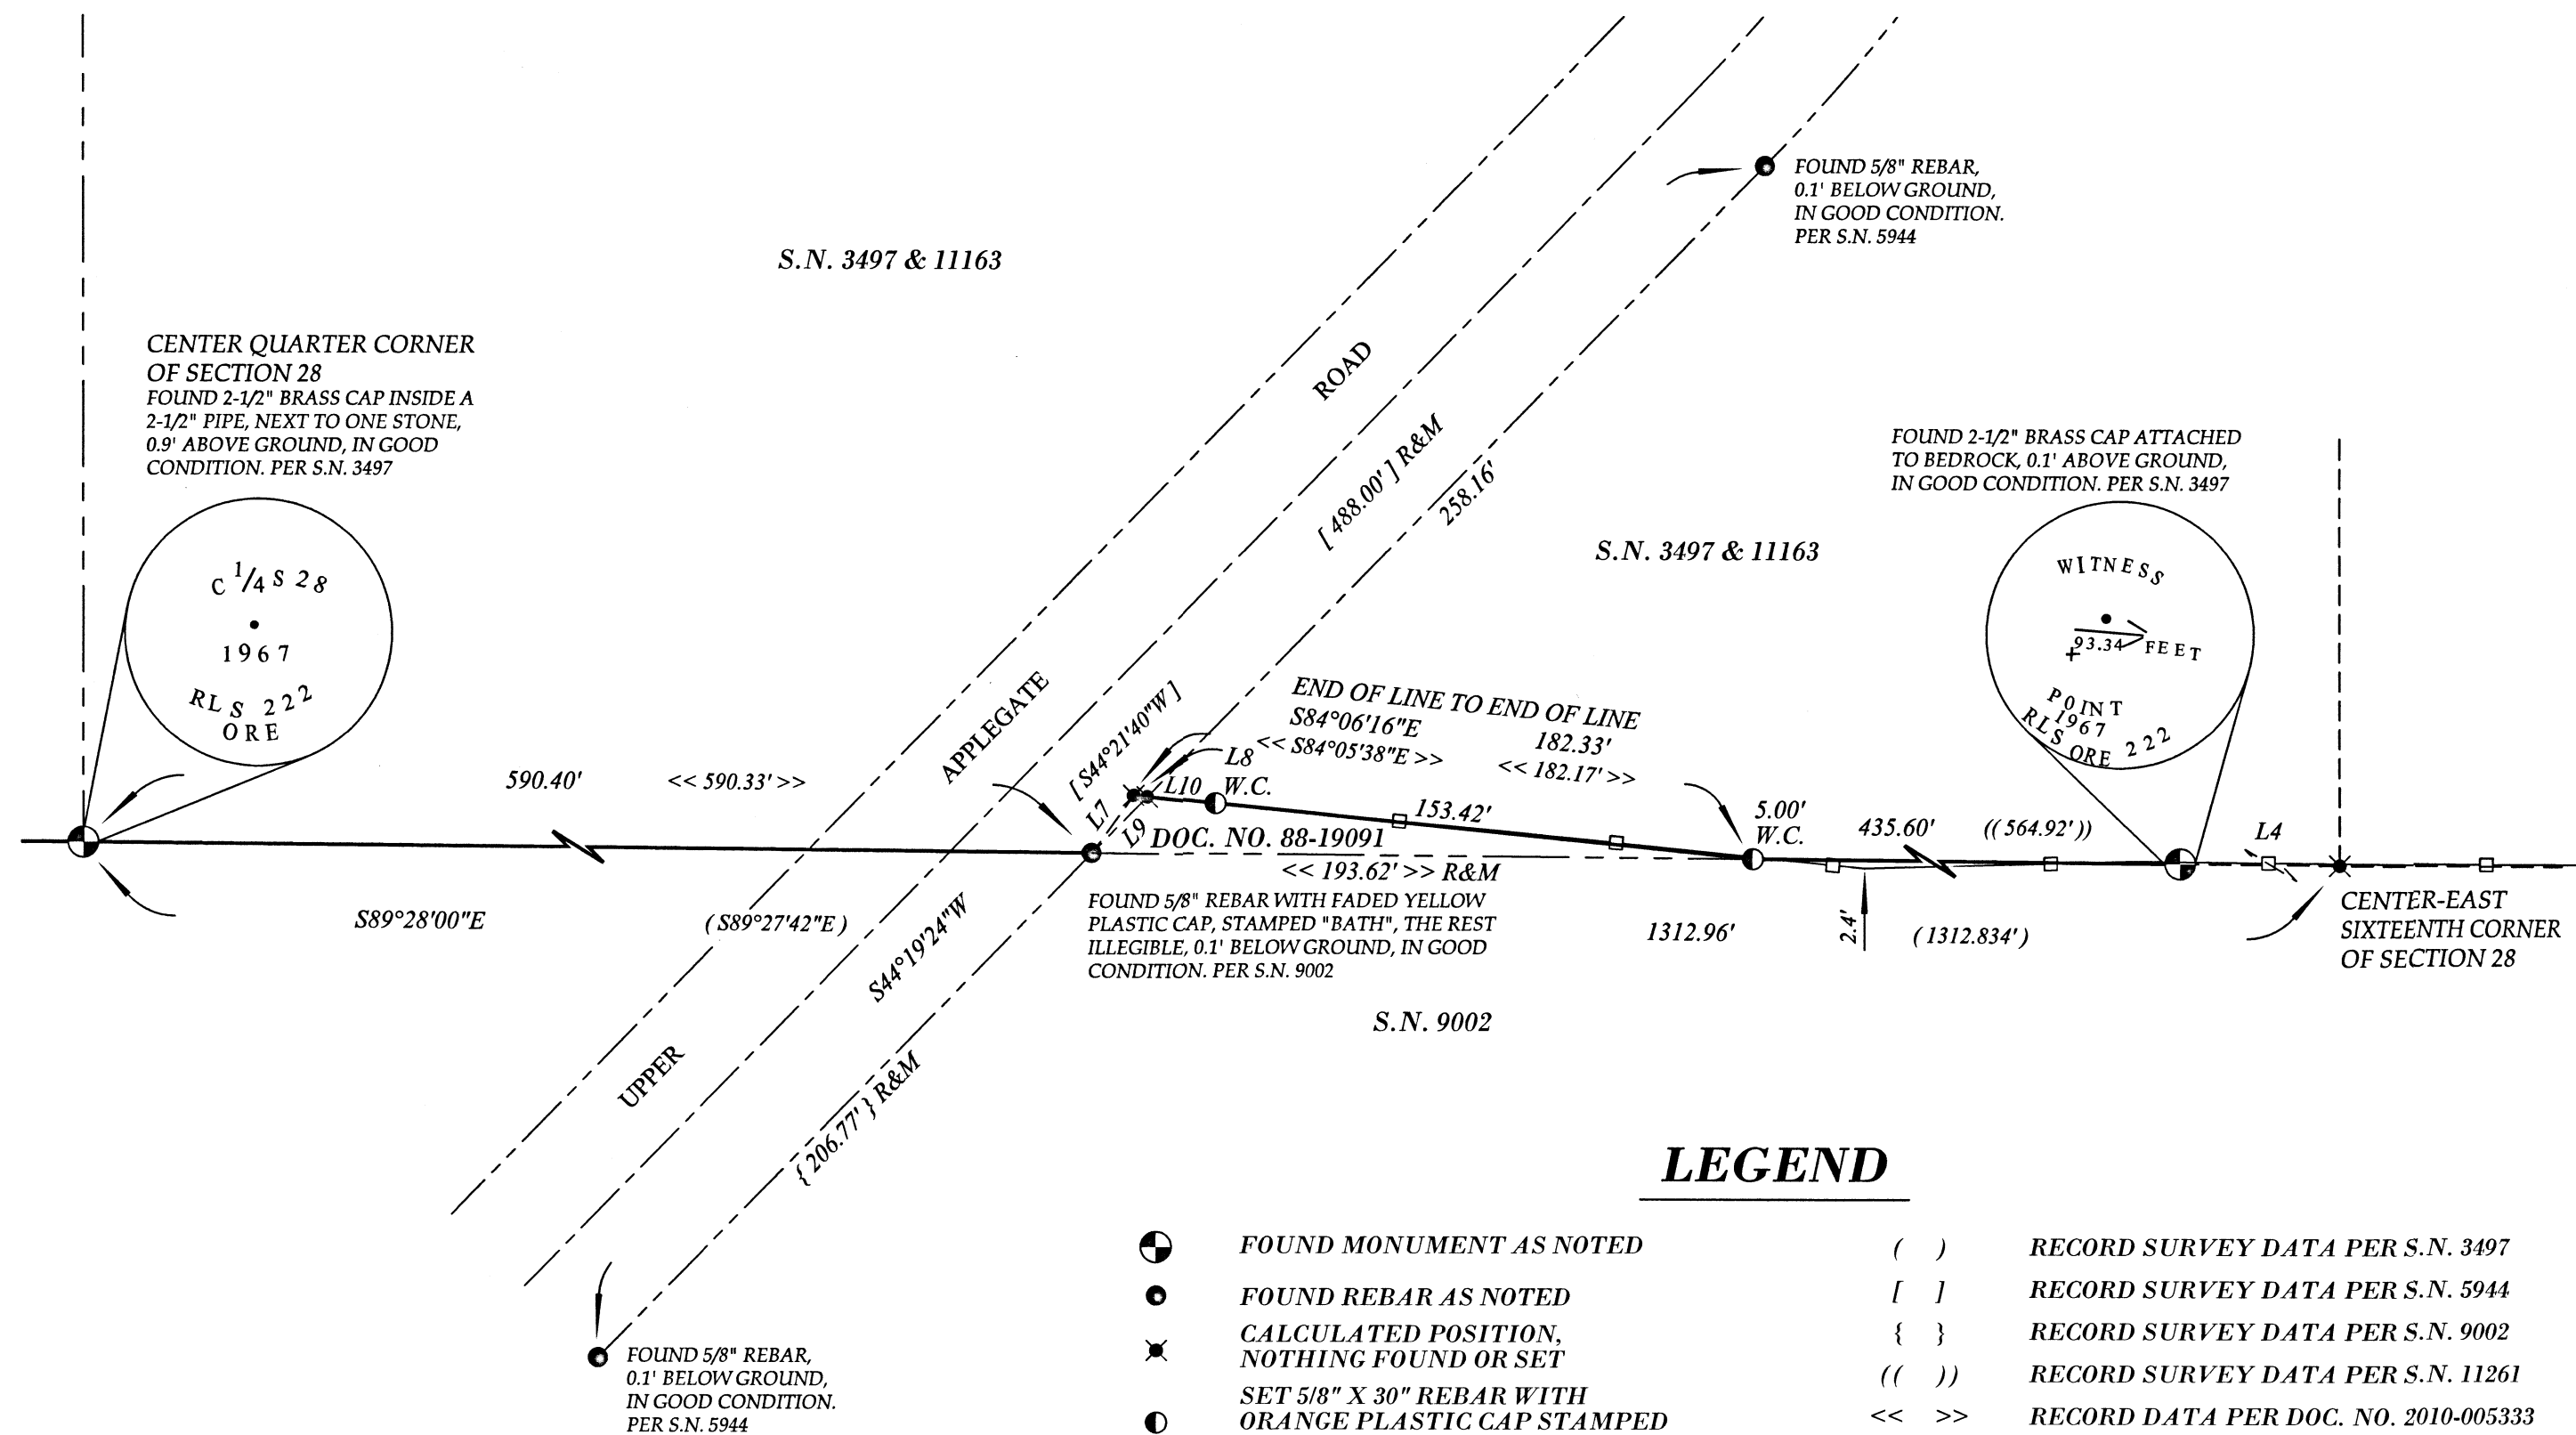 FOUND 5/8" REBAR,
0.1' BELOW GROUND,
IN GOOD CONDITION.
PER S.N. 5944
S.N. 3497 & 11163
CENTER QUARTER CORNER
OF SECTION 28
FOUND 2-1/2" BRASS CAP INSIDE A
2-1/2" PIPE, NEXT TO ONE STONE,
0.9' ABOVE GROUND, IN GOOD
CONDITION. PER S.N. 3497
C 1/4 S 28
1967
RLS 222
ORE
ROAD
[ 488.00' ] R&M
258.16'
S.N. 3497 & 11163
FOUND 2-1/2" BRASS CAP ATTACHED
TO BEDROCK, 0.1' ABOVE GROUND,
IN GOOD CONDITION. PER S.N. 3497
WITNESS
93.34 FEET
+
POINT
1967
RLS ORE 222
APPLEGATE
[ S44°21'40"W ]
END OF LINE TO END OF LINE
S84°06'16"E
182.33'
<< S84°05'38"E >>
<< 182.17' >>
590.40'
<< 590.33' >>
L7
L9
L8
L10
W.C.
153.42'
5.00'
W.C.
435.60'
((564.92'))
L4
DOC. NO. 88-19091
<< 193.62' >> R&M
S89°28'00"E
( S89°27'42"E )
S44°19'24"W
FOUND 5/8" REBAR WITH FADED YELLOW
PLASTIC CAP, STAMPED "BATH", THE REST
ILLEGIBLE, 0.1' BELOW GROUND, IN GOOD
CONDITION. PER S.N. 9002
1312.96'
2.4'
( 1312.834' )
CENTER-EAST
SIXTEENTH CORNER
OF SECTION 28
S.N. 9002
UPPER
{ 206.77' } R&M
FOUND 5/8" REBAR,
0.1' BELOW GROUND,
IN GOOD CONDITION.
PER S.N. 5944
LEGEND
FOUND MONUMENT AS NOTED
FOUND REBAR AS NOTED
CALCULATED POSITION,
NOTHING FOUND OR SET
SET 5/8" X 30" REBAR WITH
ORANGE PLASTIC CAP STAMPED
( ) RECORD SURVEY DATA PER S.N. 3497
[ ] RECORD SURVEY DATA PER S.N. 5944
{ } RECORD SURVEY DATA PER S.N. 9002
(( )) RECORD SURVEY DATA PER S.N. 11261
<< >> RECORD DATA PER DOC. NO. 2010-005333